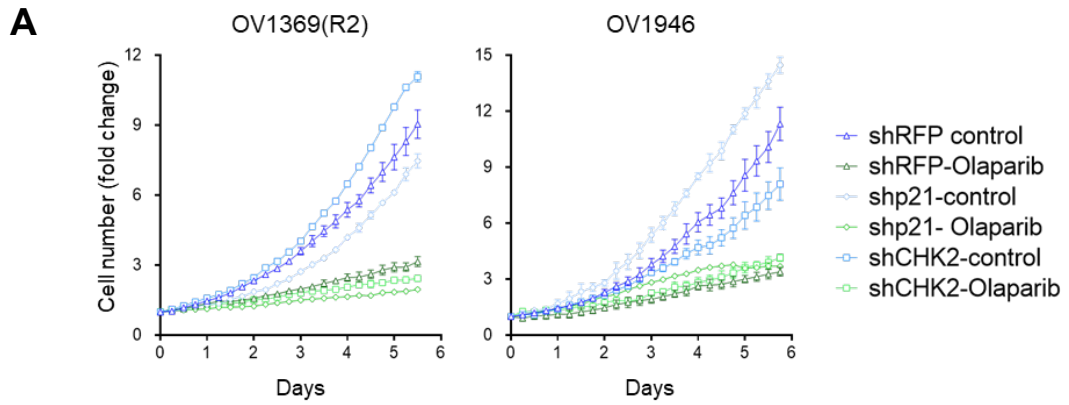 A
OV1369(R2)
OV1946
Cell number (fold change)
12
9
6
3
0
0 1 2 3 4 5 6
Days
15
12
9
6
3
0
0 1 2 3 4 5 6
Days
shRFP control
shRFP-Olaparib
shp21-control
shp21- Olaparib
shCHK2-control
shCHK2-Olaparib